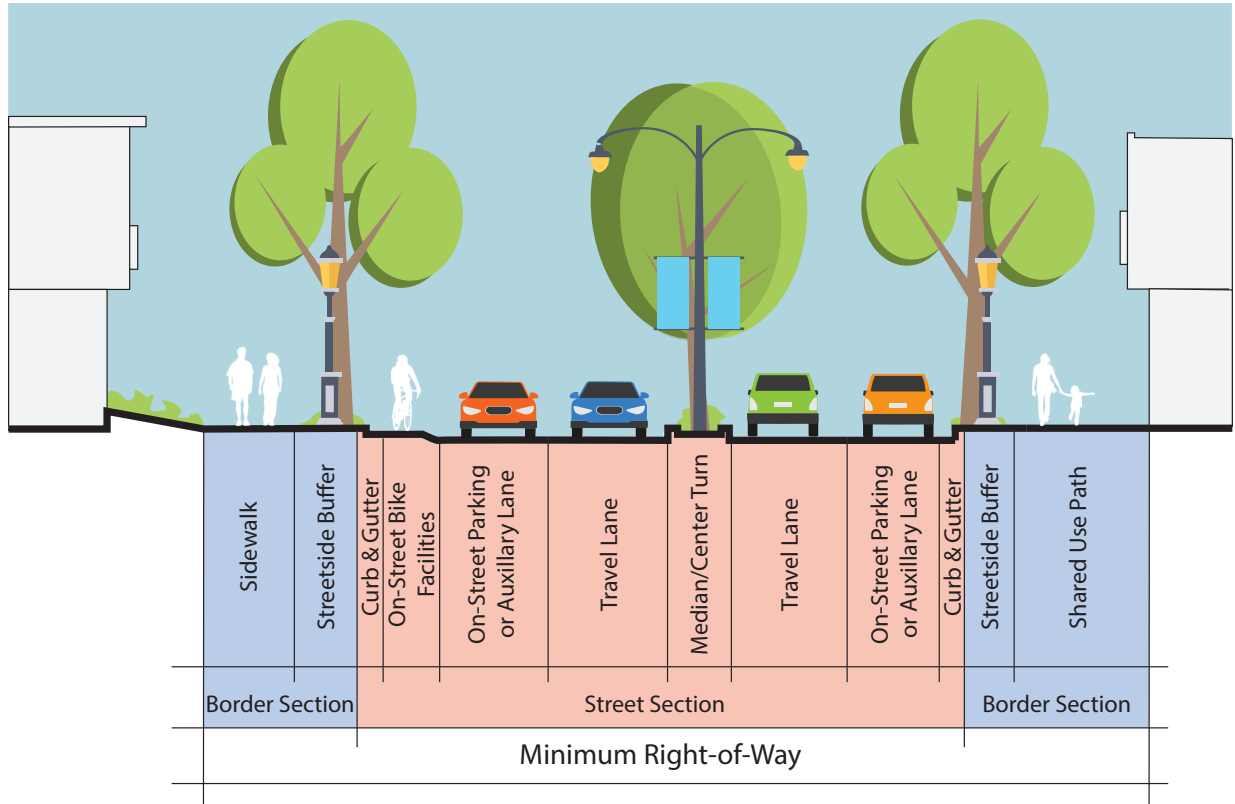 Sidewalk
Streetside Buffer
Curb & Gutter
On-Street Bike
Facilities
On-Street Parking
or Auxillary Lane
Travel Lane
Median/Center Turn
Travel Lane
On-Street Parking
or Auxillary Lane
Curb & Gutter
Streetside Buffer
Shared Use Path
Border Section
Street Section
Border Section
Minimum Right-of-Way